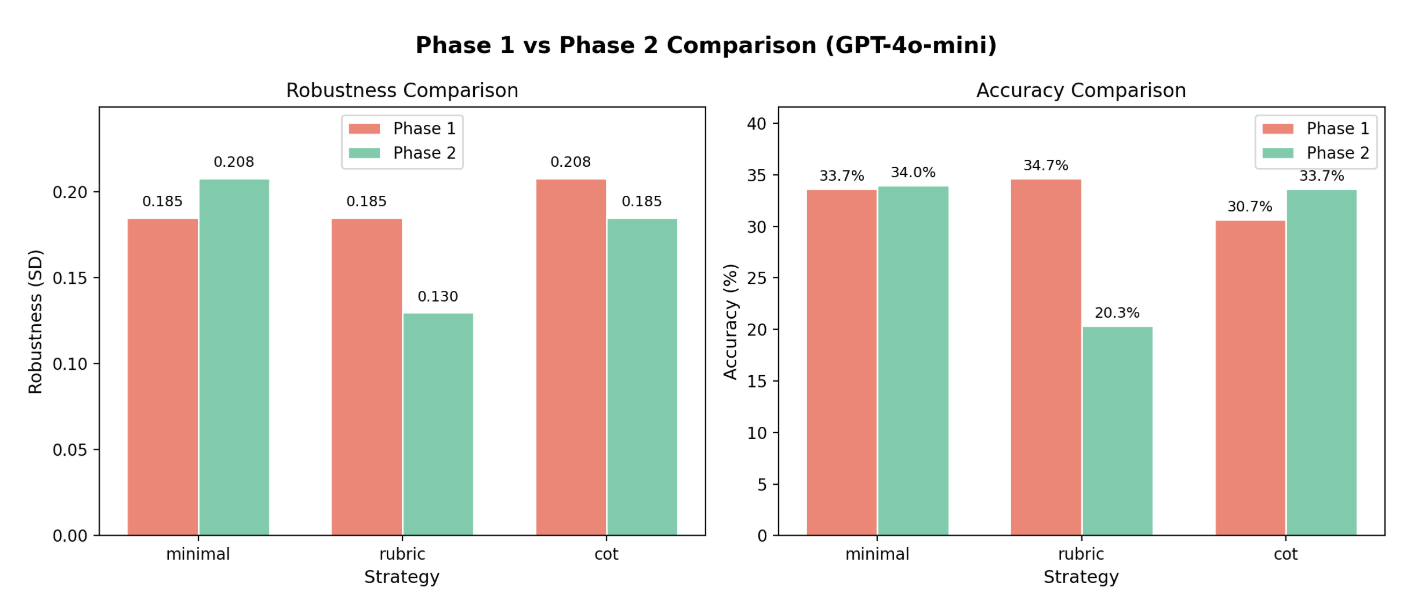 Phase 1 vs Phase 2 Comparison (GPT-4o-mini)
Robustness Comparison
Robustness (SD)
0.20
0.15
0.10
0.05
0.00
Phase 1
Phase 2
0.185
0.208
0.185
0.130
0.208
0.185
minimal
rubric
cot
Strategy
Accuracy Comparison
Accuracy (%)
40
35
30
25
20
15
10
5
0
Phase 1
Phase 2
33.7%
34.0%
34.7%
20.3%
30.7%
33.7%
minimal
rubric
cot
Strategy